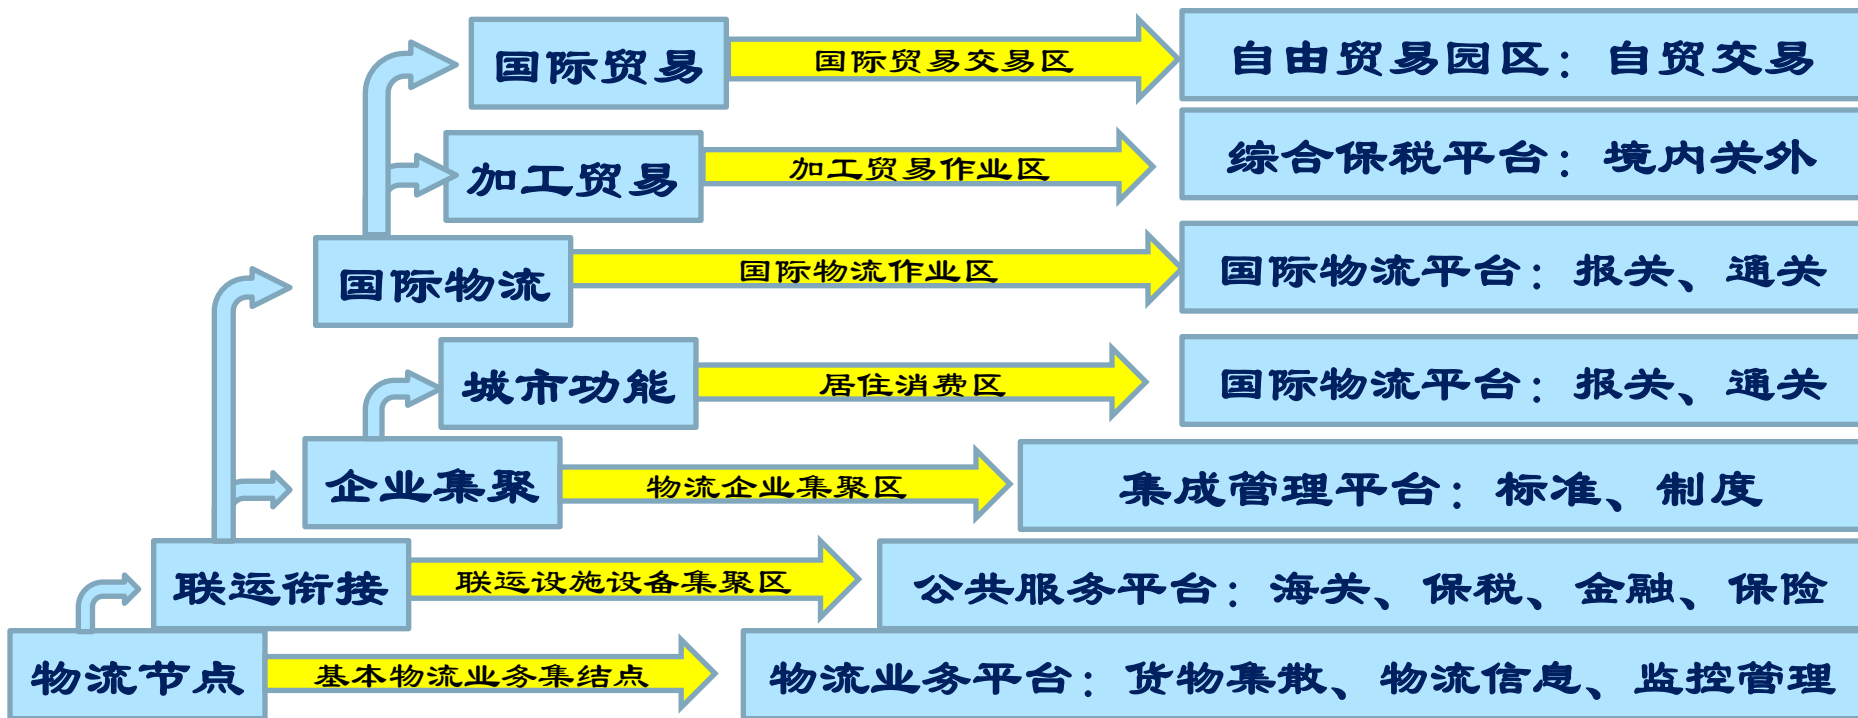 国际贸易
国际贸易交易区
自由贸易园区：自贸交易
加工贸易
加工贸易作业区
综合保税平台：境内关外
国际物流
国际物流作业区
国际物流平台：报关、通关
城市功能
居住消费区
国际物流平台：报关、通关
企业集聚
物流企业集聚区
集成管理平台：标准、制度
联运衔接
联运设施设备集聚区
公共服务平台：海关、保税、金融、保险
物流节点
基本物流业务集结点
物流业务平台：货物集散、物流信息、监控管理